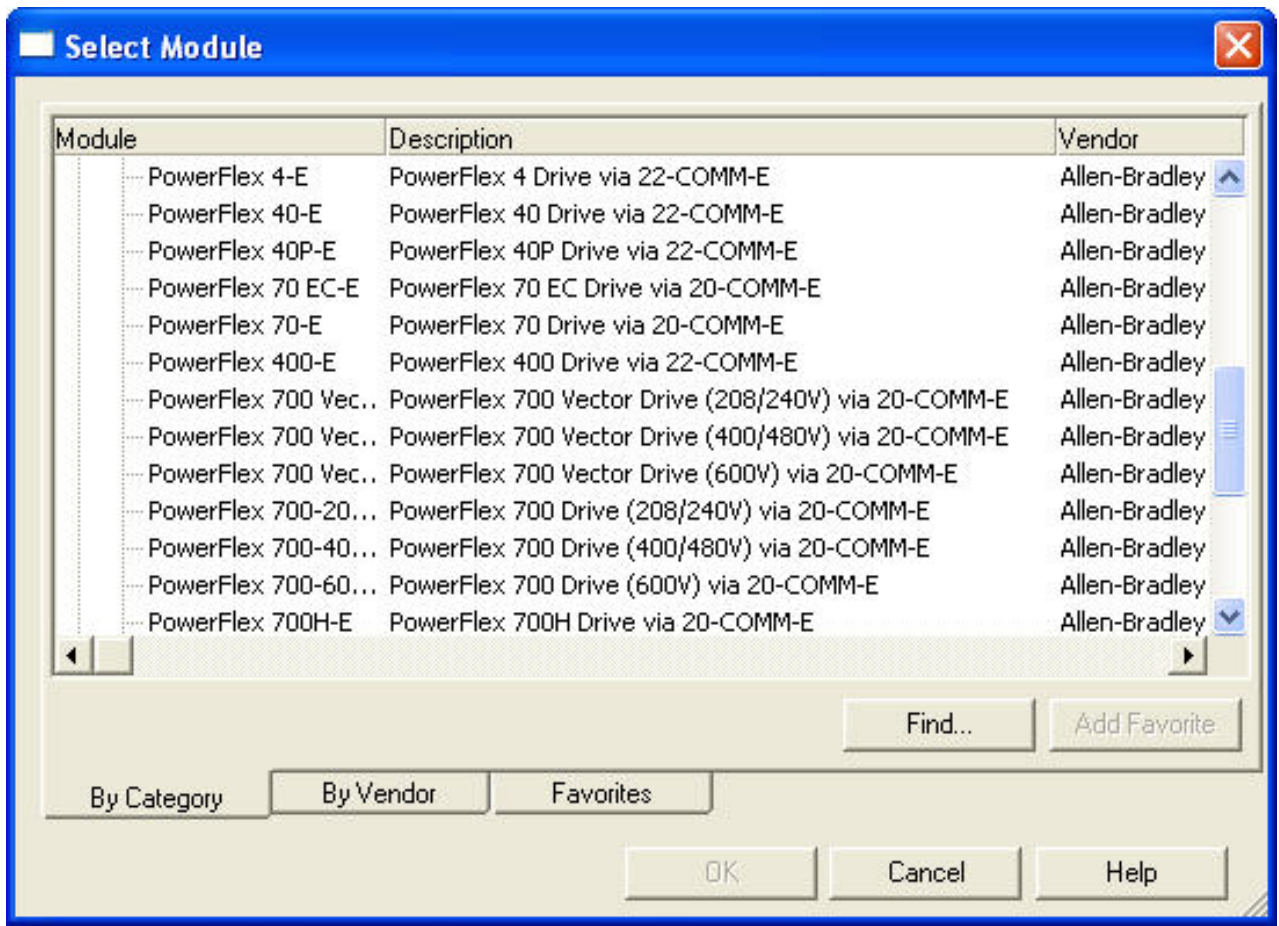 Select Module
Module Description Vendor
PowerFlex 4-E PowerFlex 4 Drive via 22-COMM-E Allen-Bradley
PowerFlex 40-E PowerFlex 40 Drive via 22-COMM-E Allen-Bradley
PowerFlex 40P-E PowerFlex 40P Drive via 22-COMM-E Allen-Bradley
PowerFlex 70 EC-E PowerFlex 70 EC Drive via 20-COMM-E Allen-Bradley
PowerFlex 70-E PowerFlex 70 Drive via 20-COMM-E Allen-Bradley
PowerFlex 400-E PowerFlex 400 Drive via 22-COMM-E Allen-Bradley
PowerFlex 700 Vec... PowerFlex 700 Vector Drive (208/240V) via 20-COMM-E Allen-Bradley
PowerFlex 700 Vec... PowerFlex 700 Vector Drive (400/480V) via 20-COMM-E Allen-Bradley
PowerFlex 700 Vec... PowerFlex 700 Vector Drive (600V) via 20-COMM-E Allen-Bradley
PowerFlex 700-20... PowerFlex 700 Drive (208/240V) via 20-COMM-E Allen-Bradley
PowerFlex 700-40... PowerFlex 700 Drive (400/480V) via 20-COMM-E Allen-Bradley
PowerFlex 700-60... PowerFlex 700 Drive (600V) via 20-COMM-E Allen-Bradley
PowerFlex 700H-E PowerFlex 700H Drive via 20-COMM-E Allen-Bradley
Find... Add Favorite
By Category By Vendor Favorites
OK Cancel Help